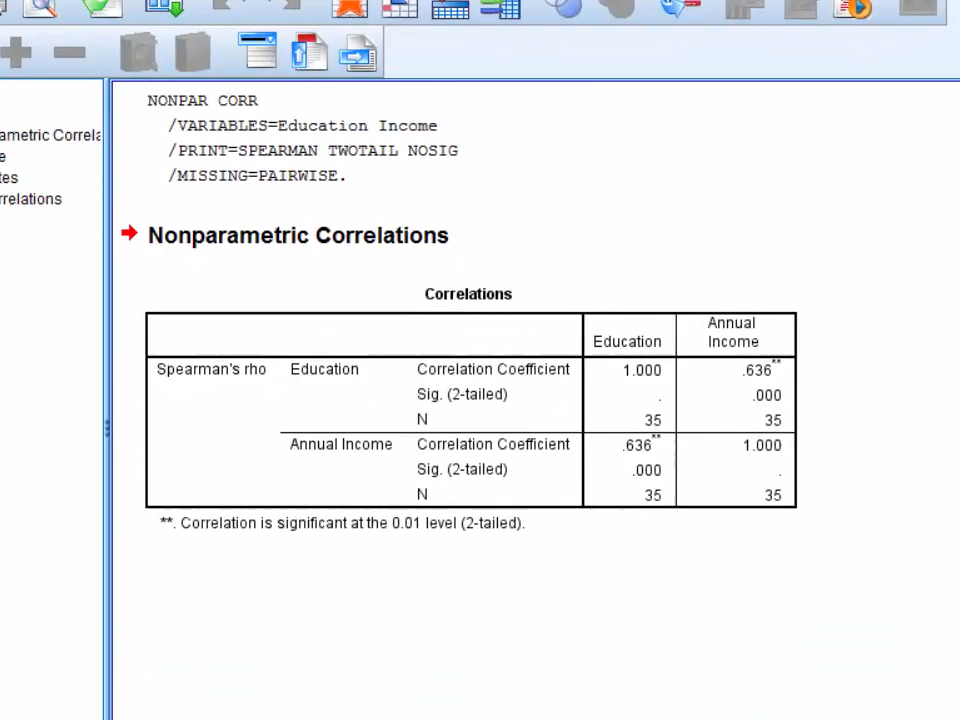 NONPAR CORR
/VARIABLES=Education Income
/PRINT=SPEARMAN TWOTAIL NOSIG
/MISSING=PAIRWISE.
ametric Correla
e
tes
rrelations
Nonparametric Correlations
Correlations
Education Annual Income
Spearman's rho Education Correlation Coefficient 1.000 .636**
Sig. (2-tailed) . .000
N 35 35
Annual Income Correlation Coefficient .636** 1.000
Sig. (2-tailed) .000 .
N 35 35
**. Correlation is significant at the 0.01 level (2-tailed).